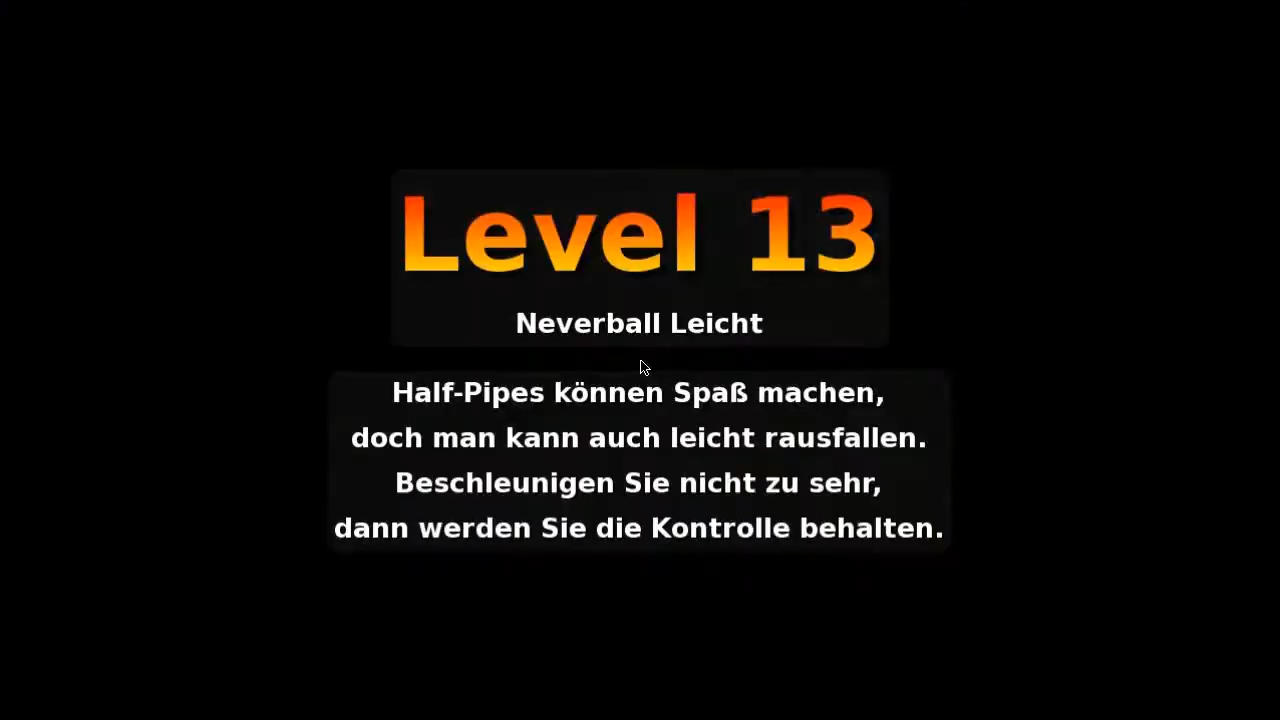 Level 13
Neverball Leicht
Half-Pipes können Spaß machen,
doch man kann auch leicht rausfallen.
Beschleunigen Sie nicht zu sehr,
dann werden Sie die Kontrolle behalten.